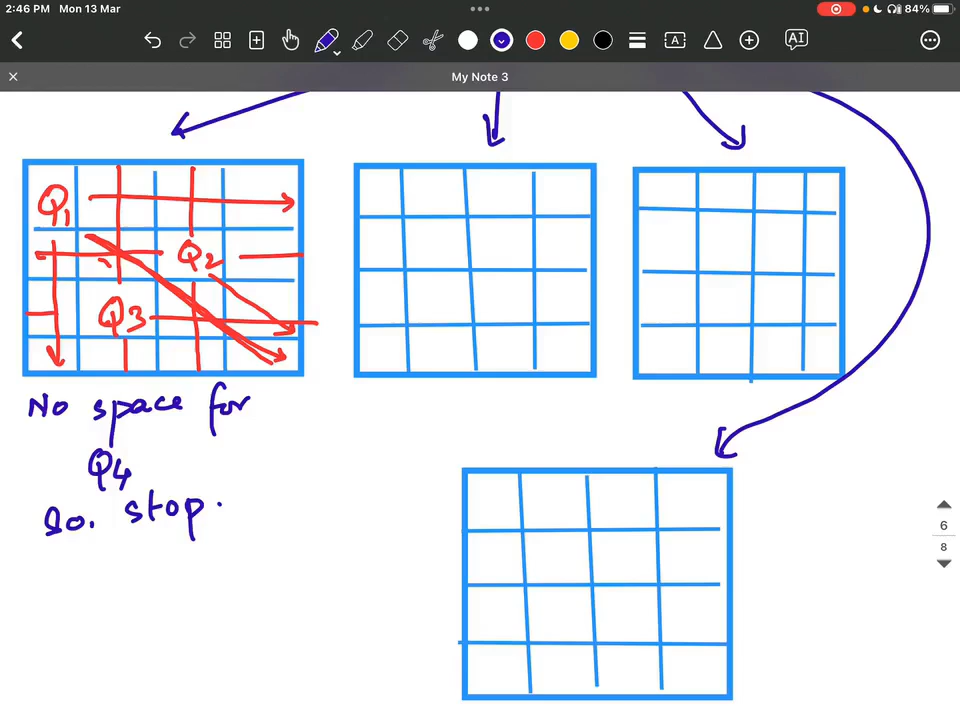 2:46 PM Mon 13 Mar
84%
A
AI
My Note 3
Q1
Q2
Q3
No space for
Q4
So. stop.
6
8